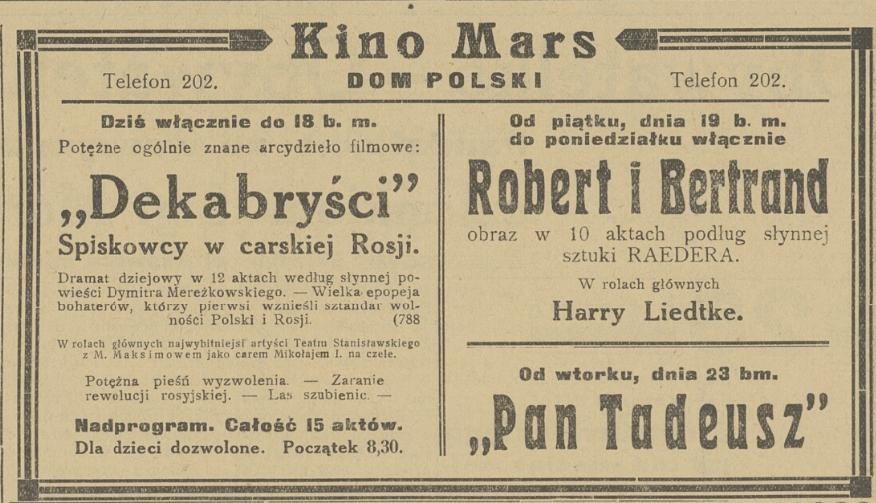 Kino Mars
Telefon 202.
DOM POLSKI
Telefon 202.
Dziś włącznie do 18 b. m.
Potężne ogólnie znane arcydzieło filmowe:
„Dekabryści”
Spiskowcy w carskiej Rosji.
Dramat dziejowy w 12 aktach według słynnej po-
wieści Dymitra Mereżkowskiego. — Wielka epopeja
bohaterów, którzy pierwsi wznieśli sztandar wol-
ności Polski i Rosji. (788
W rolach głównych najwybitniejsi artyści Teatru Stanisławskiego
z M. Maksimowem jako carem Mikołajem I. na czele.
Potężna pieśń wyzwolenia. — Zaranie
rewolucji rosyjskiej. — Las szubienic. —
Nadprogram. Całość 15 aktów.
Dla dzieci dozwolone. Początek 8,30.
Od piątku, dnia 19 b. m.
do poniedziałku włącznie
Robert i Bertrand
obraz w 10 aktach podług słynnej
sztuki RAEDERA.
W rolach głównych
Harry Liedtke.
Od wtorku, dnia 23 bm.
„Pan Tadeusz”